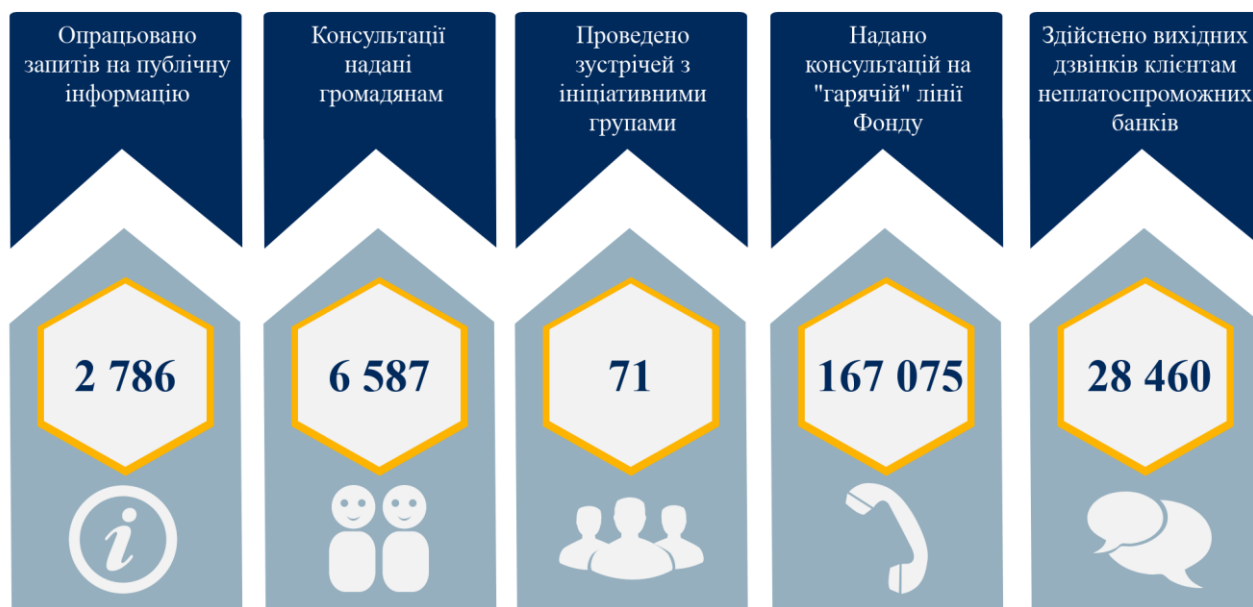 Опрацьовано
запитів на публічну
інформацію
2 786
Консультації
надані
громадянам
6 587
Проведено
зустрічей з
ініціативними
групами
71
Надано
консультацій на
"гарячій" лінії
Фонду
167 075
Здійснено вихідних
дзвінків клієнтам
неплатоспроможних
банків
28 460